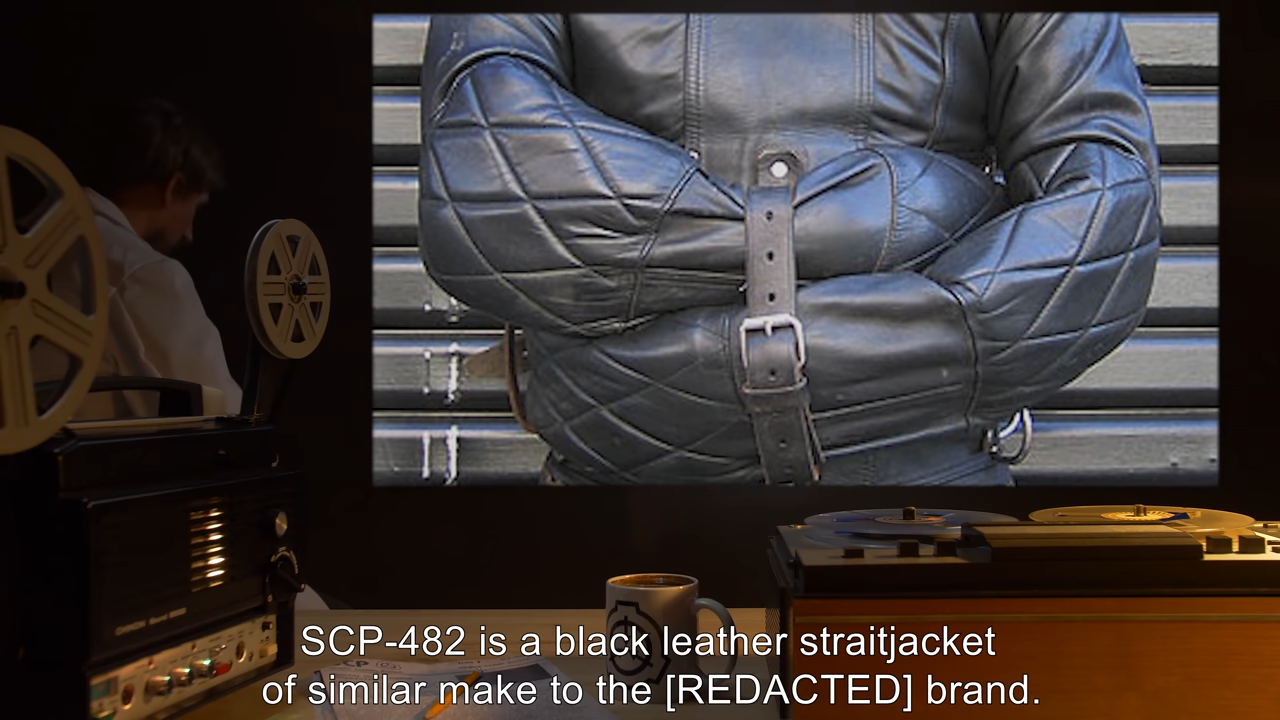 SCP-482 is a black leather straitjacket
of similar make to the [REDACTED] brand.